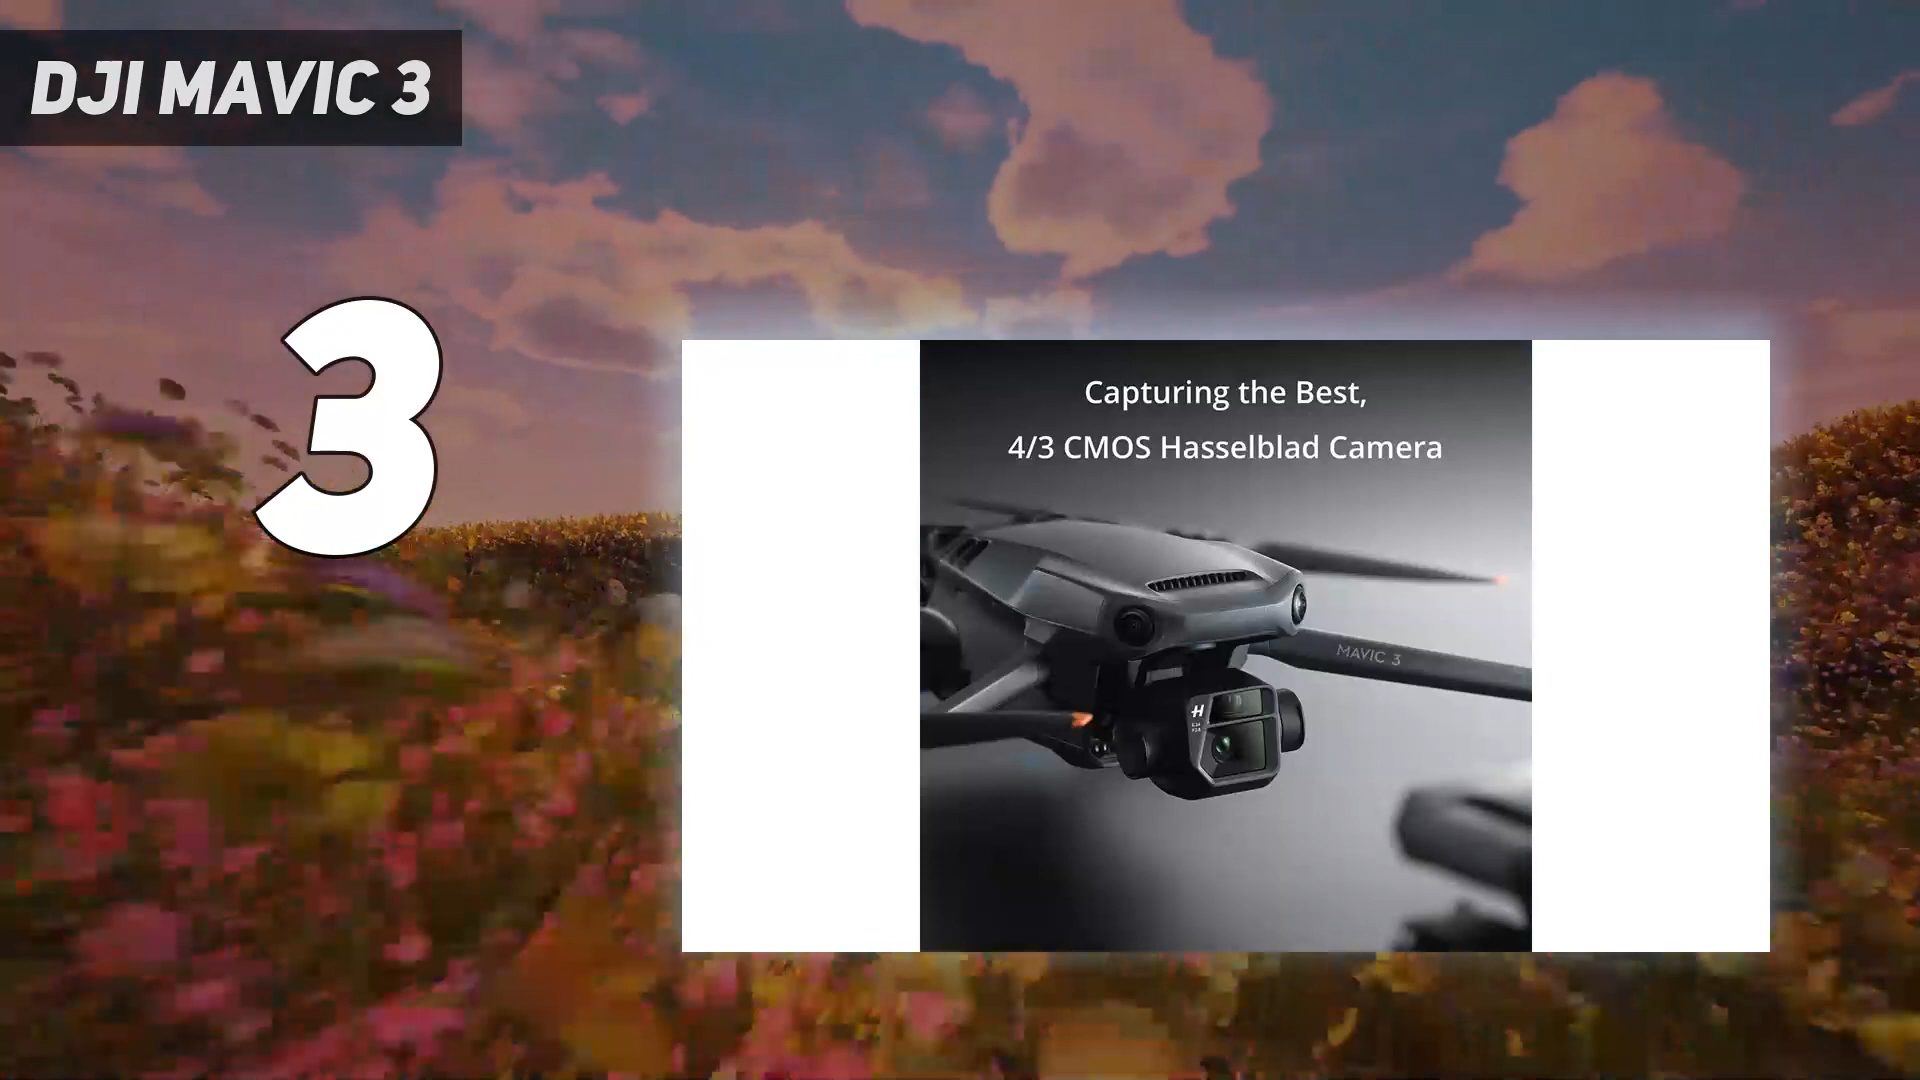 DJI MAVIC 3
3
Capturing the Best,
4/3 CMOS Hasselblad Camera
MAVIC 3
H